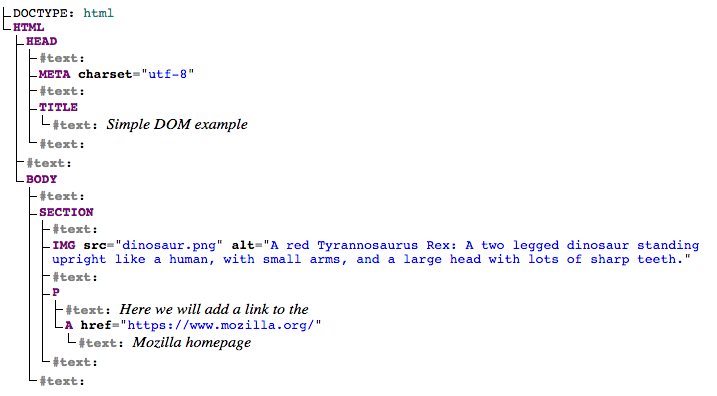 DOCTYPE: html
HTML
HEAD
#text:
META charset="utf-8"
#text:
TITLE
#text: Simple DOM example
#text:
#text:
BODY
#text:
SECTION
#text:
IMG src="dinosaur.png" alt="A red Tyrannosaurus Rex: A two legged dinosaur standing
upright like a human, with small arms, and a large head with lots of sharp teeth."
#text:
P
#text: Here we will add a link to the
A href="https://www.mozilla.org/"
#text: Mozilla homepage
#text:
#text: